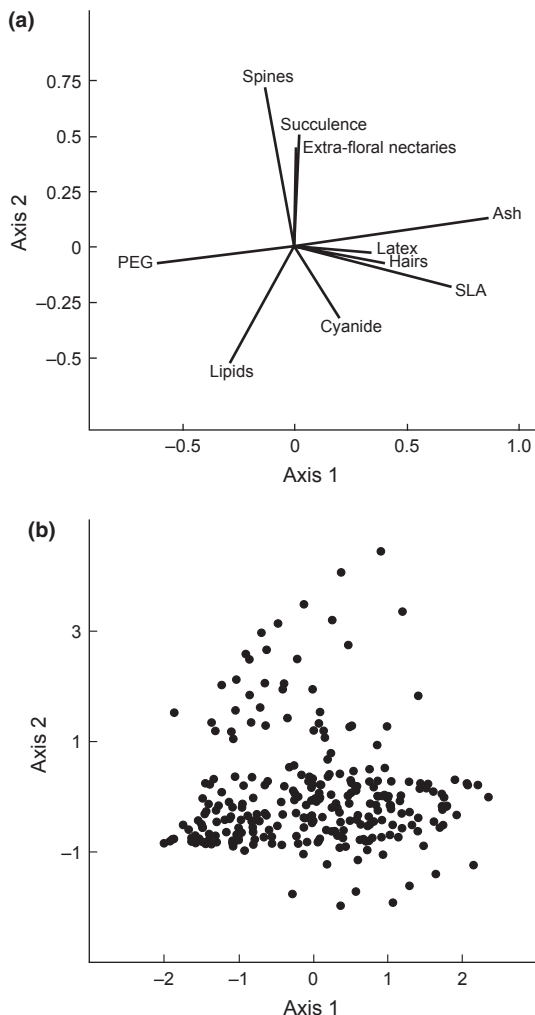 (a)
0.75
Spines
0.5
Succulence
Extra-floral nectaries
0.25
Axis 2
Ash
0
Latex
PEG
Hairs
–0.25
SLA
Cyanide
–0.5
Lipids
–0.5 0 0.5 1.0
Axis 1
(b)
3
Axis 2
1
–1
–2 –1 0 1 2
Axis 1